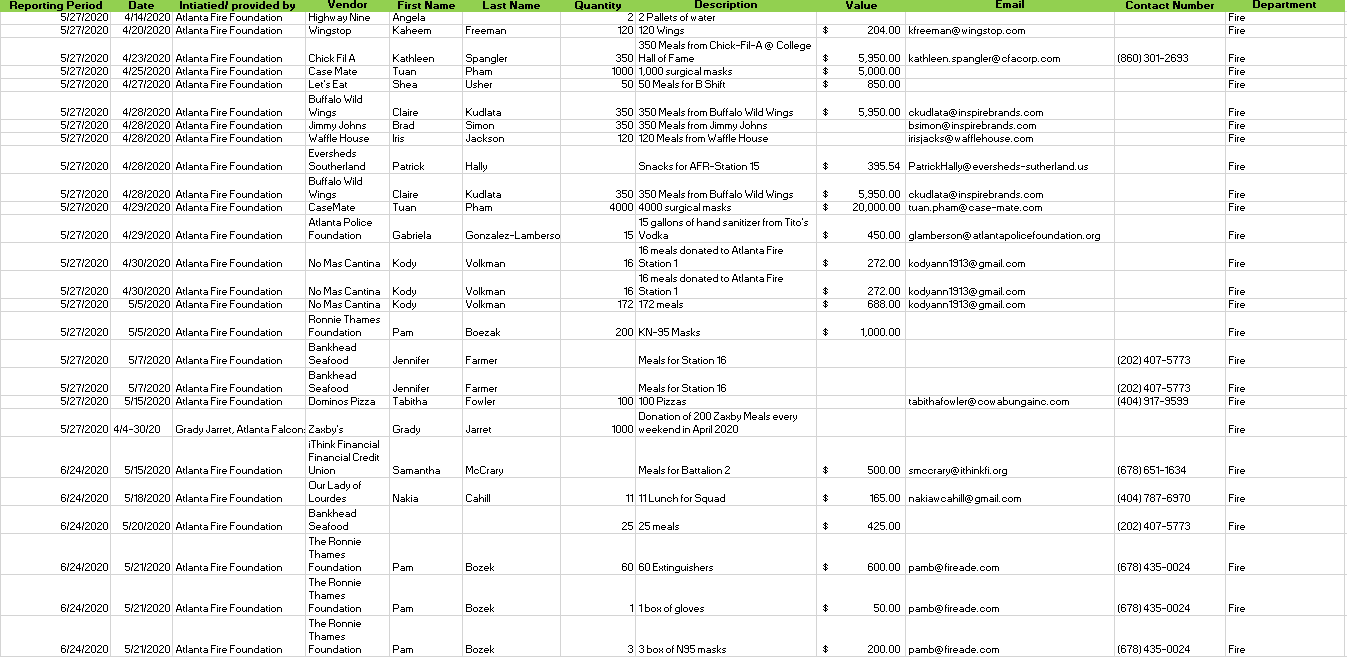 Reporting Period Date Intiatied/ provided by Vendor First Name Last Name Quantity Description Value Email Contact Number Department
5/27/2020 4/14/2020 Atlanta Fire Foundation Highway Nine Angela 2 2 Pallets of water Fire
5/27/2020 4/20/2020 Atlanta Fire Foundation Wingstop Kaheem Freeman 120 120 Wings $ 204.00 kfreeman@wingstop.com Fire
350 Meals from Chick-Fil-A @ College
5/27/2020 4/23/2020 Atlanta Fire Foundation Chick Fil A Kathleen Spangler 350 Hall of Fame $ 5,950.00 kathleen.spangler@cfacorp.com (860) 301-2693 Fire
5/27/2020 4/25/2020 Atlanta Fire Foundation Case Mate Tuan Pham 1000 1,000 surgical masks $ 5,000.00 Fire
5/27/2020 4/27/2020 Atlanta Fire Foundation Let's Eat Shea Usher 50 50 Meals for B Shift $ 850.00 Fire
Buffalo Wild
5/27/2020 4/28/2020 Atlanta Fire Foundation Wings Claire Kudlata 350 350 Meals from Buffalo Wild Wings $ 5,950.00 ckudlata@inspirebrands.com Fire
5/27/2020 4/28/2020 Atlanta Fire Foundation Jimmy Johns Brad Simon 350 350 Meals from Jimmy Johns bsimon@inspirebrands.com Fire
5/27/2020 4/28/2020 Atlanta Fire Foundation Waffle House Iris Jackson 120 120 Meals from Waffle House irisjacks@wafflehouse.com Fire
Eversheds
Southerland
5/27/2020 4/28/2020 Atlanta Fire Foundation Patrick Hally Snacks for AFR-Station 15 $ 395.54 PatrickHally@eversheds-sutherland.us Fire
Buffalo Wild
5/27/2020 4/28/2020 Atlanta Fire Foundation Wings Claire Kudlata 350 350 Meals from Buffalo Wild Wings $ 5,950.00 ckudlata@inspirebrands.com Fire
5/27/2020 4/29/2020 Atlanta Fire Foundation CaseMate Tuan Pham 4000 4000 surgical masks $ 20,000.00 tuan.pham@case-mate.com Fire
Atlanta Police 15 gallons of hand sanitizer from Tito's
5/27/2020 4/29/2020 Atlanta Fire Foundation Foundation Gabriela Gonzalez-Lamberso 15 Vodka $ 450.00 glamberson@atlantapolicefoundation.org Fire
16 meals donated to Atlanta Fire
5/27/2020 4/30/2020 Atlanta Fire Foundation No Mas Cantina Kody Volkman 16 Station 1 $ 272.00 kodyann1913@gmail.com Fire
16 meals donated to Atlanta Fire
5/27/2020 4/30/2020 Atlanta Fire Foundation No Mas Cantina Kody Volkman 16 Station 1 $ 272.00 kodyann1913@gmail.com Fire
5/27/2020 5/5/2020 Atlanta Fire Foundation No Mas Cantina Kody Volkman 172 172 meals $ 688.00 kodyann1913@gmail.com Fire
Ronnie Thames
5/27/2020 5/5/2020 Atlanta Fire Foundation Foundation Pam Boezak 200 KN-95 Masks $ 1,000.00 Fire
Bankhead
5/27/2020 5/7/2020 Atlanta Fire Foundation Seafood Jennifer Farmer Meals for Station 16 (202) 407-5773 Fire
Bankhead
5/27/2020 5/7/2020 Atlanta Fire Foundation Seafood Jennifer Farmer Meals for Station 16 (202) 407-5773 Fire
5/27/2020 5/15/2020 Atlanta Fire Foundation Dominos Pizza Tabitha Fowler 100 100 Pizzas tabithafowler@cowabungainc.com (404) 917-9599 Fire
Donation of 200 Zaxby Meals every
5/27/2020 4/4-30/20 Grady Jarret, Atlanta Falcons Zaxby's Grady Jarret 1000 weekend in April 2020 Fire
iThink Financial
Financial Credit
6/24/2020 5/15/2020 Atlanta Fire Foundation Union Samantha McCrary Meals for Battalion 2 $ 500.00 smccrary@ithinkfi.org (678) 651-1634 Fire
Our Lady of
6/24/2020 5/18/2020 Atlanta Fire Foundation Lourdes Nakia Cahill 11 11 Lunch for Squad $ 165.00 nakiawcahill@gmail.com (404) 787-6970 Fire
Bankhead
6/24/2020 5/20/2020 Atlanta Fire Foundation Seafood 25 25 meals $ 425.00 (202) 407-5773 Fire
The Ronnie
Thames
6/24/2020 5/21/2020 Atlanta Fire Foundation Foundation Pam Bozek 60 60 Extinguishers $ 600.00 pamb@fireade.com (678) 435-0024 Fire
The Ronnie
Thames
6/24/2020 5/21/2020 Atlanta Fire Foundation Foundation Pam Bozek 1 1 box of gloves $ 50.00 pamb@fireade.com (678) 435-0024 Fire
The Ronnie
Thames
6/24/2020 5/21/2020 Atlanta Fire Foundation Foundation Pam Bozek 3 3 box of N95 masks $ 200.00 pamb@fireade.com (678) 435-0024 Fire